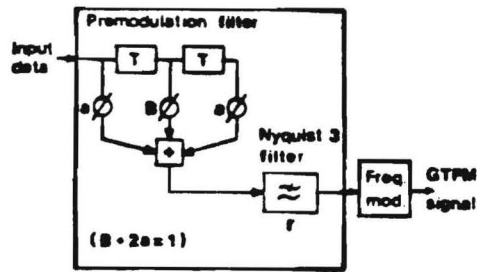 Premodulation filter
Input
data
T
T
a
B
a
+
Nyquist 3
filter
≈
r
Freq.
mod.
GTFM
signal
(B + 2a = 1)